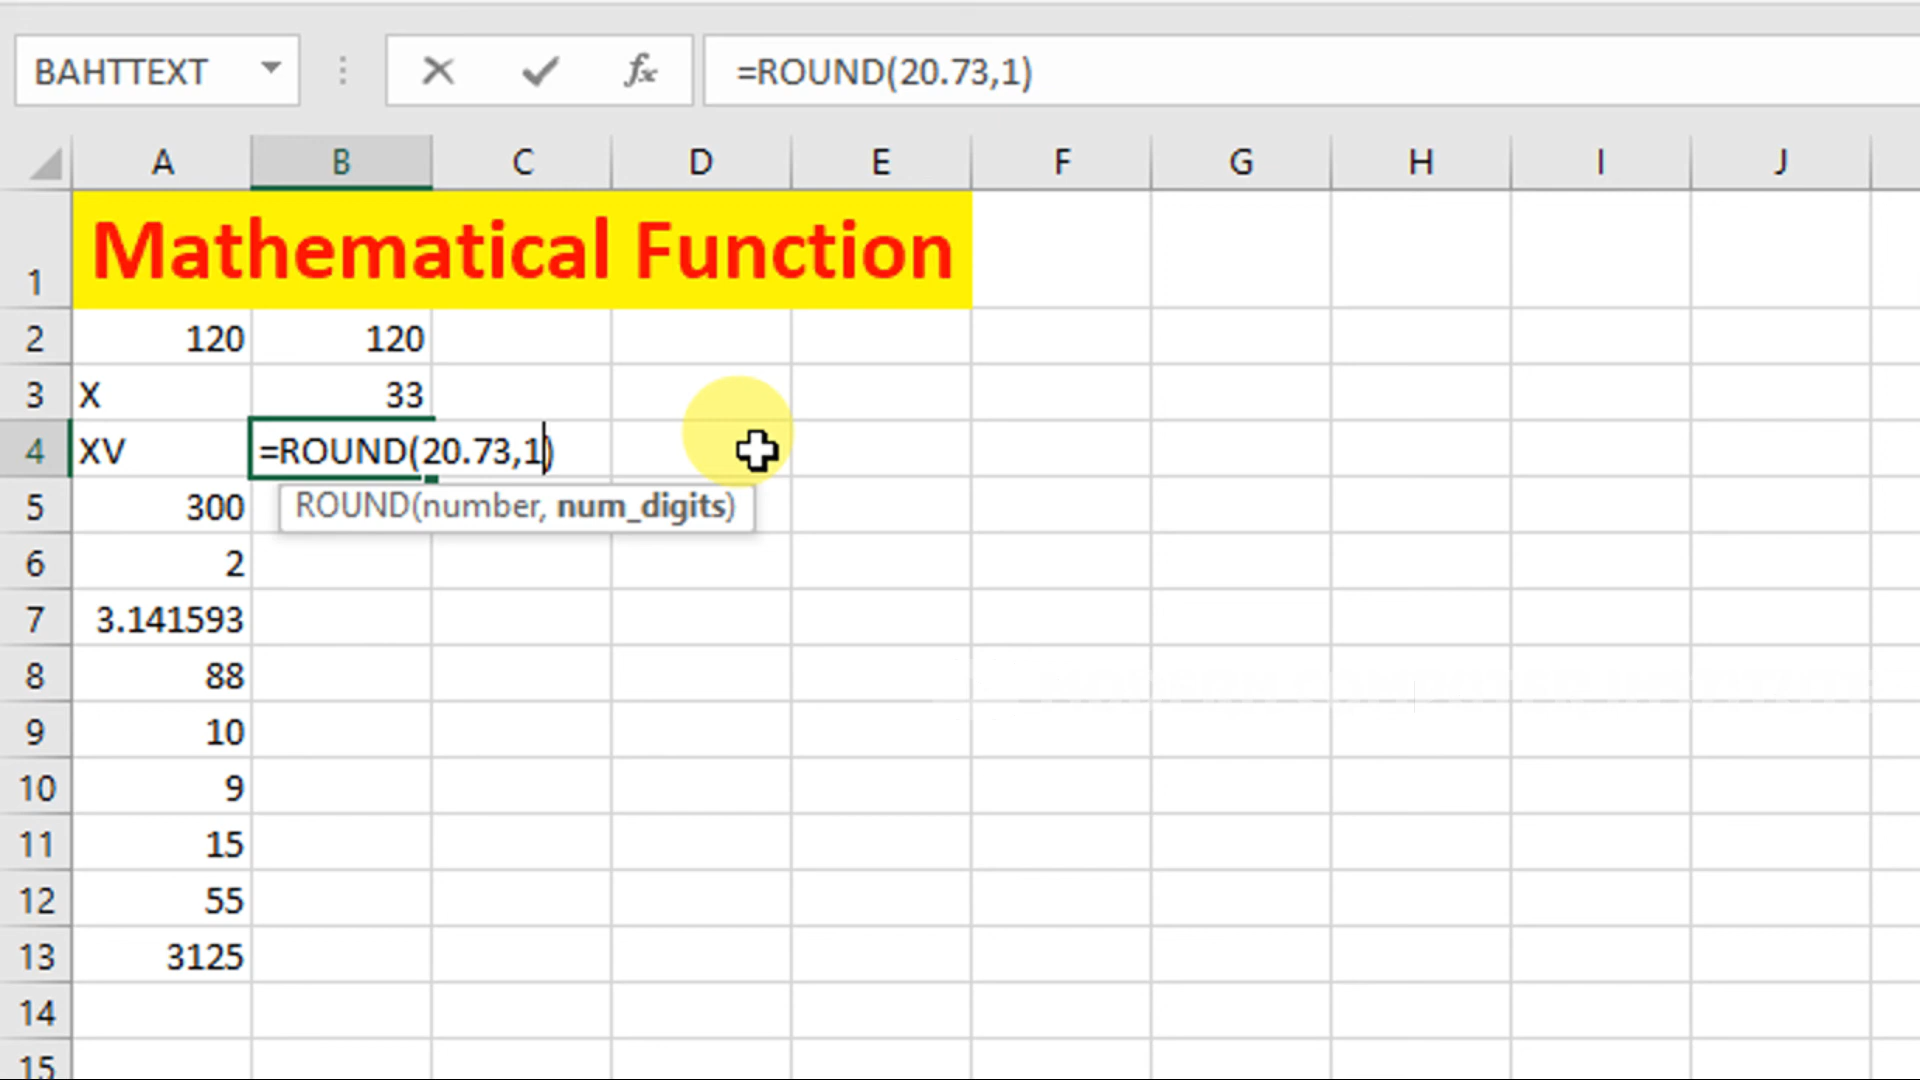 BAHTTEXT fx =ROUND(20.73,1)
A B C D E F G H I J
1 Mathematical Function
2 120 120
3 X 33
4 XV =ROUND(20.73,1)
5 300 ROUND(number, num_digits)
6 2
7 3.141593
8 88
9 10
10 9
11 15
12 55
13 3125
14
15